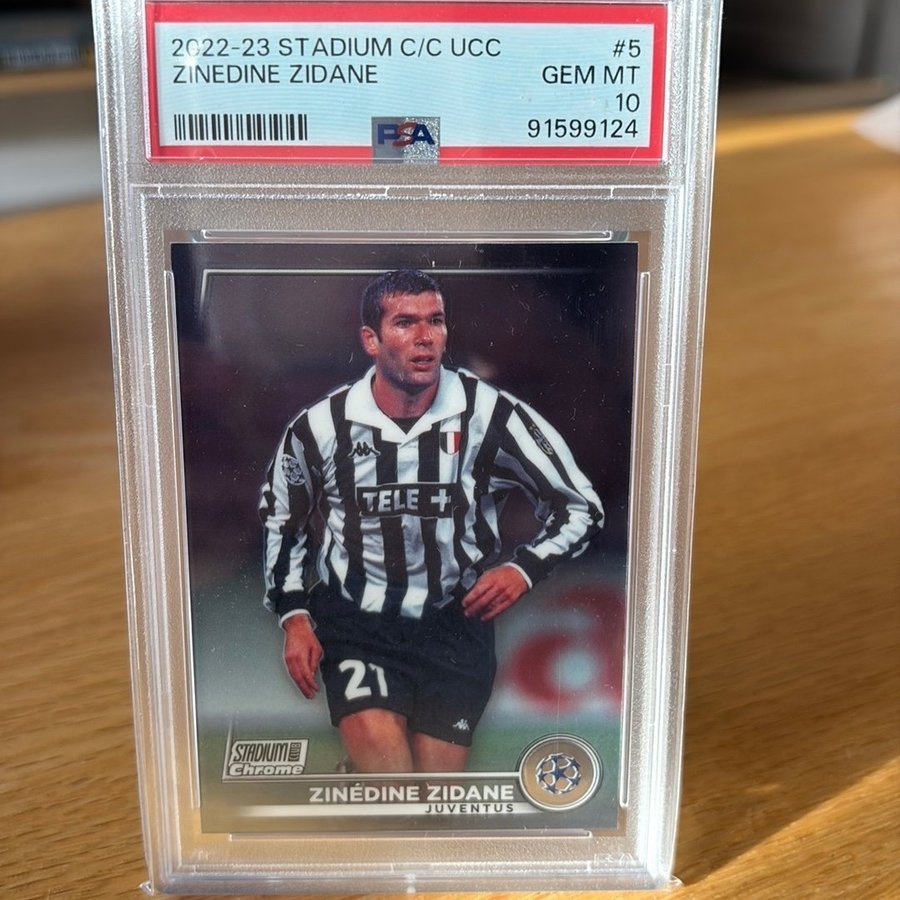 2022-23 STADIUM C/C UCC #5
ZINEDINE ZIDANE GEM MT
10
PSA 91599124
TELE +
21
STADIUM CLUB
Chrome
ZINÉDINE ZIDANE
JUVENTUS